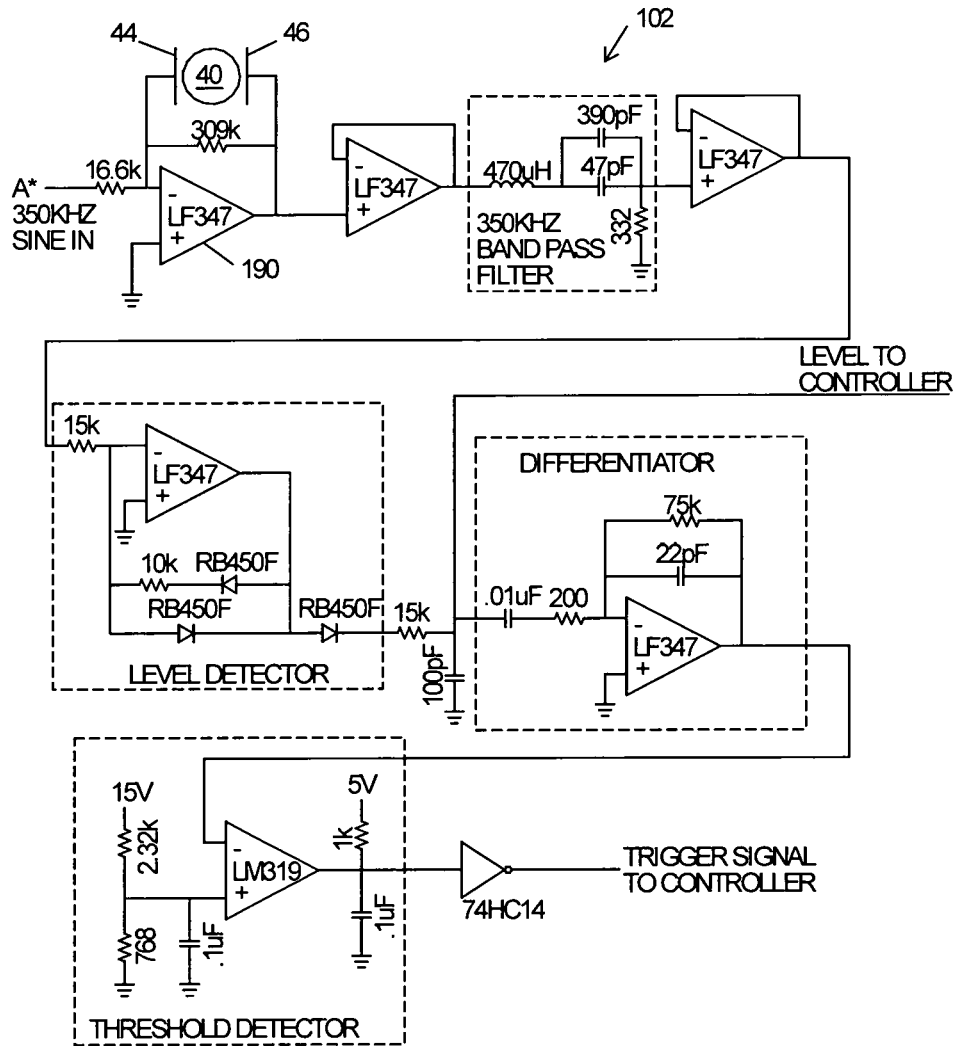 102
44
46
40
309k
16.6k
A*
350KHZ
SINE IN
-
LF347
+
190
-
LF347
+
470uH
390pF
47pF
332
350KHZ
BAND PASS
FILTER
-
LF347
+
LEVEL TO
CONTROLLER
15k
-
LF347
+
10k
RB450F
RB450F
RB450F
LEVEL DETECTOR
15k
100pF
DIFFERENTIATOR
75k
22pF
.01uF
200
-
LF347
+
15V
2.32k
768
.1uF
-
LM319
+
5V
1k
.1uF
THRESHOLD DETECTOR
74HC14
TRIGGER SIGNAL
TO CONTROLLER